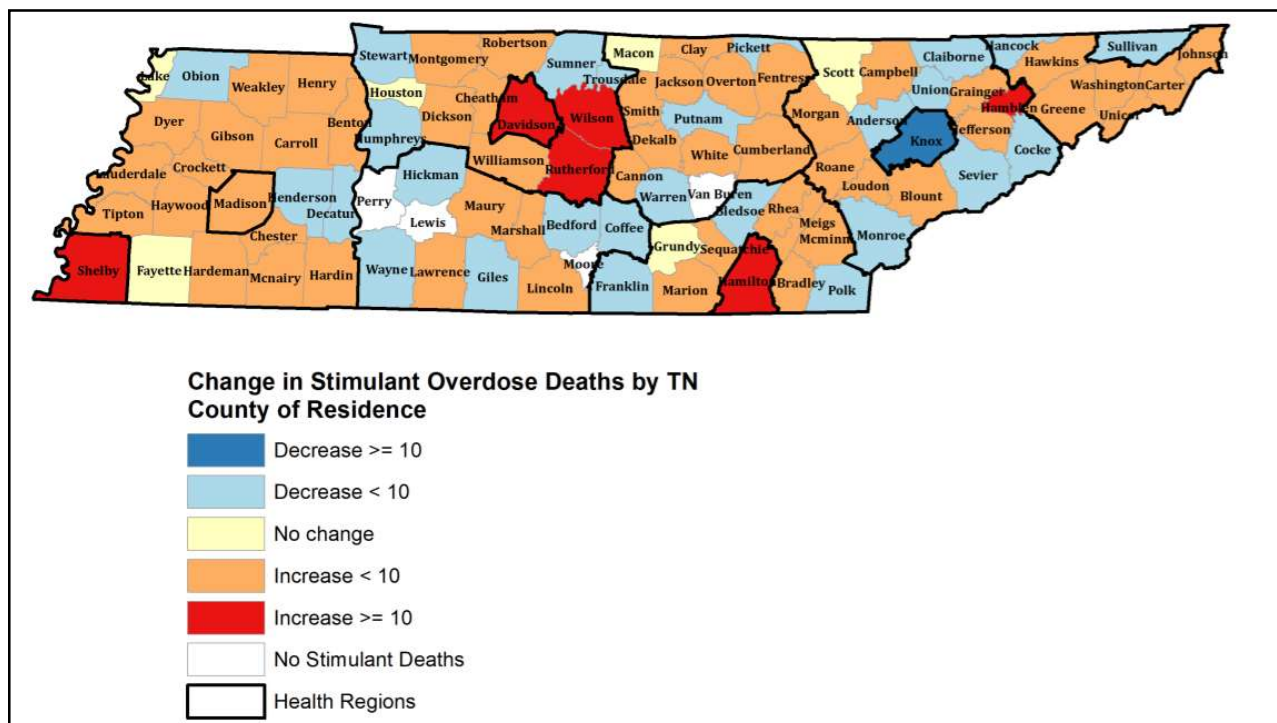 Stewart Montgomery Robertson Sumner Macon Clay Pickett Scott Campbell Claiborne Hancock Hawkins Sullivan Johnson
Lake Obion Weakley Henry Houston Cheatham Trousdale Jackson Overton Fentress Union Grainger Hamblen Greene Washington Carter
Dyer Gibson Carroll Benton Humphreys Dickson Davidson Wilson Smith Putnam Morgan Anderson Knox Jefferson Unicoi
Lauderdale Crockett Williamson Rutherford Dekalb White Cumberland Roane Cocke
Tipton Haywood Madison Henderson Decatur Perry Hickman Cannon Warren Van Buren Loudon Blount Sevier
Chester Lewis Maury Marshall Bedford Coffee Bledsoe Rhea Meigs Mcminn Monroe
Shelby Fayette Hardeman Mcnairy Hardin Wayne Lawrence Giles Lincoln Moore Franklin Grundy Sequatchie Marion Hamilton Bradley Polk
Change in Stimulant Overdose Deaths by TN
County of Residence
Decrease >= 10
Decrease < 10
No change
Increase < 10
Increase >= 10
No Stimulant Deaths
Health Regions